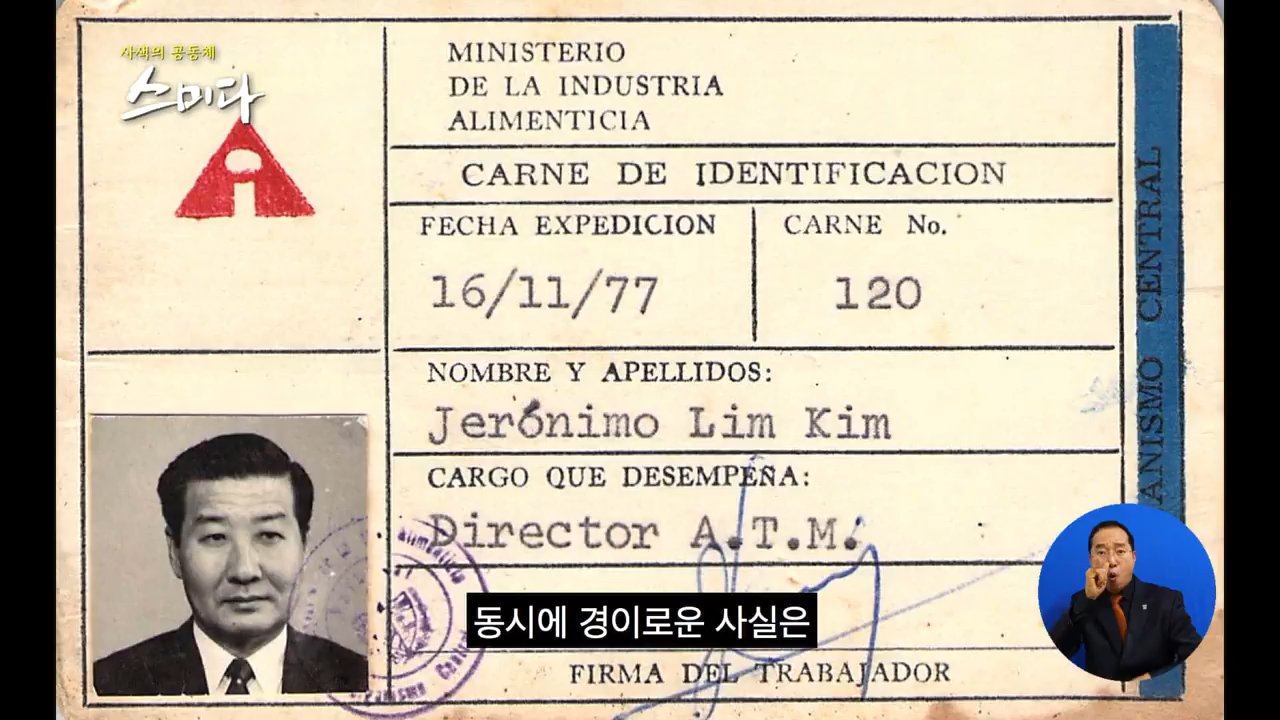 사색의 공동체
스미다
MINISTERIO
DE LA INDUSTRIA
ALIMENTICIA
CARNE DE IDENTIFICACION
FECHA EXPEDICION
CARNE No.
16/11/77
120
NOMBRE Y APELLIDOS:
Jerónimo Lim Kim
CARGO QUE DESEMPEÑA:
Director A.T.M.
FIRMA DEL TRABAJADOR
ANISMO CENTRAL
동시에 경이로운 사실은